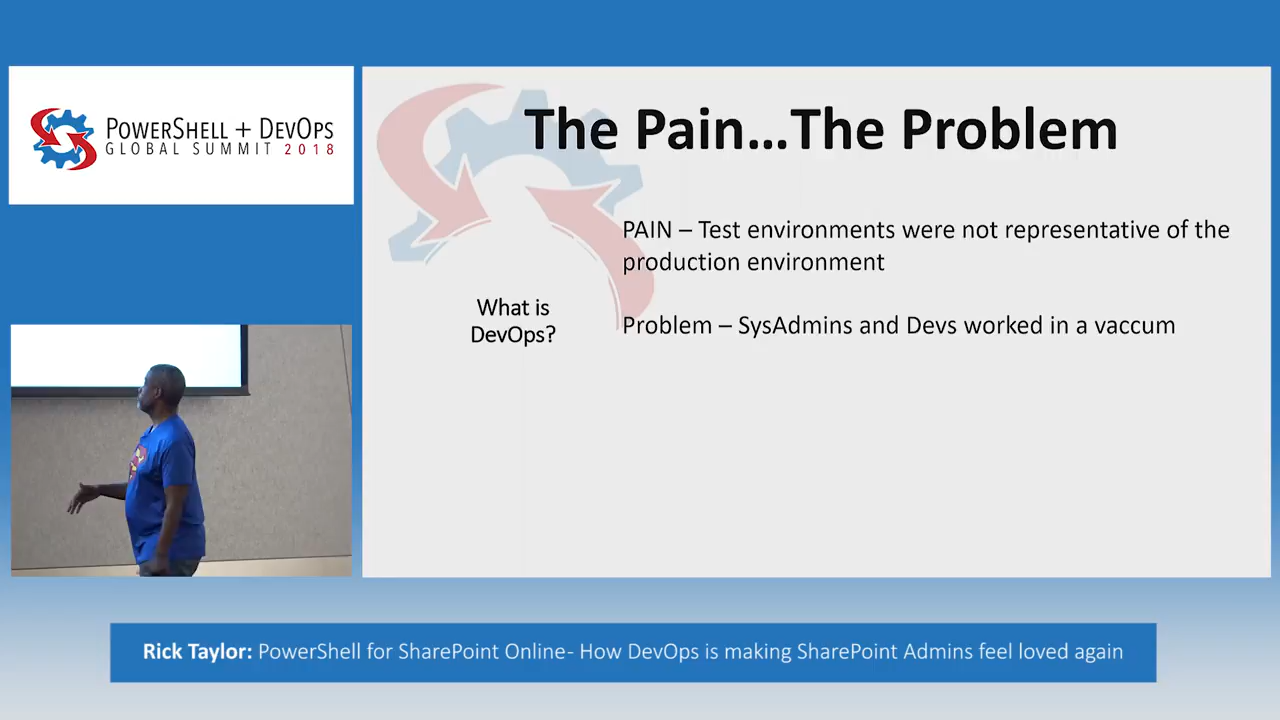 POWERSHELL + DEVOPS
GLOBAL SUMMIT 2018
The Pain...The Problem
PAIN – Test environments were not representative of the
production environment
What is
DevOps?
Problem – SysAdmins and Devs worked in a vaccum
Rick Taylor: PowerShell for SharePoint Online- How DevOps is making SharePoint Admins feel loved again